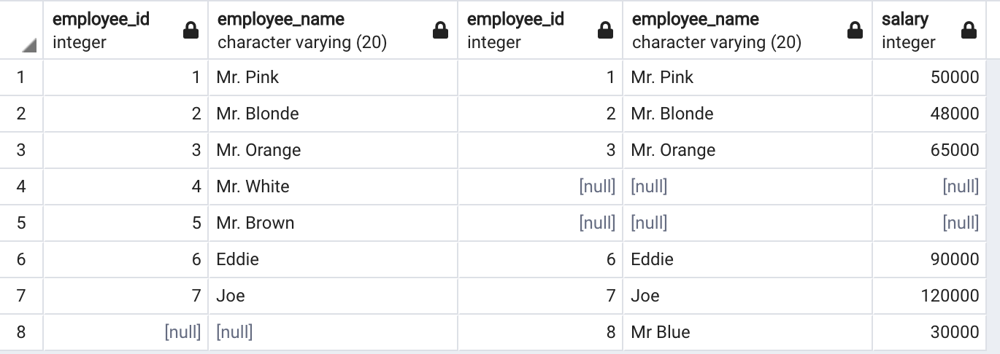 employee_id employee_name employee_id employee_name salary
integer character varying (20) integer character varying (20) integer
1 1 Mr. Pink 1 Mr. Pink 50000
2 2 Mr. Blonde 2 Mr. Blonde 48000
3 3 Mr. Orange 3 Mr. Orange 65000
4 4 Mr. White [null] [null] [null]
5 5 Mr. Brown [null] [null] [null]
6 6 Eddie 6 Eddie 90000
7 7 Joe 7 Joe 120000
8 [null] [null] 8 Mr Blue 30000